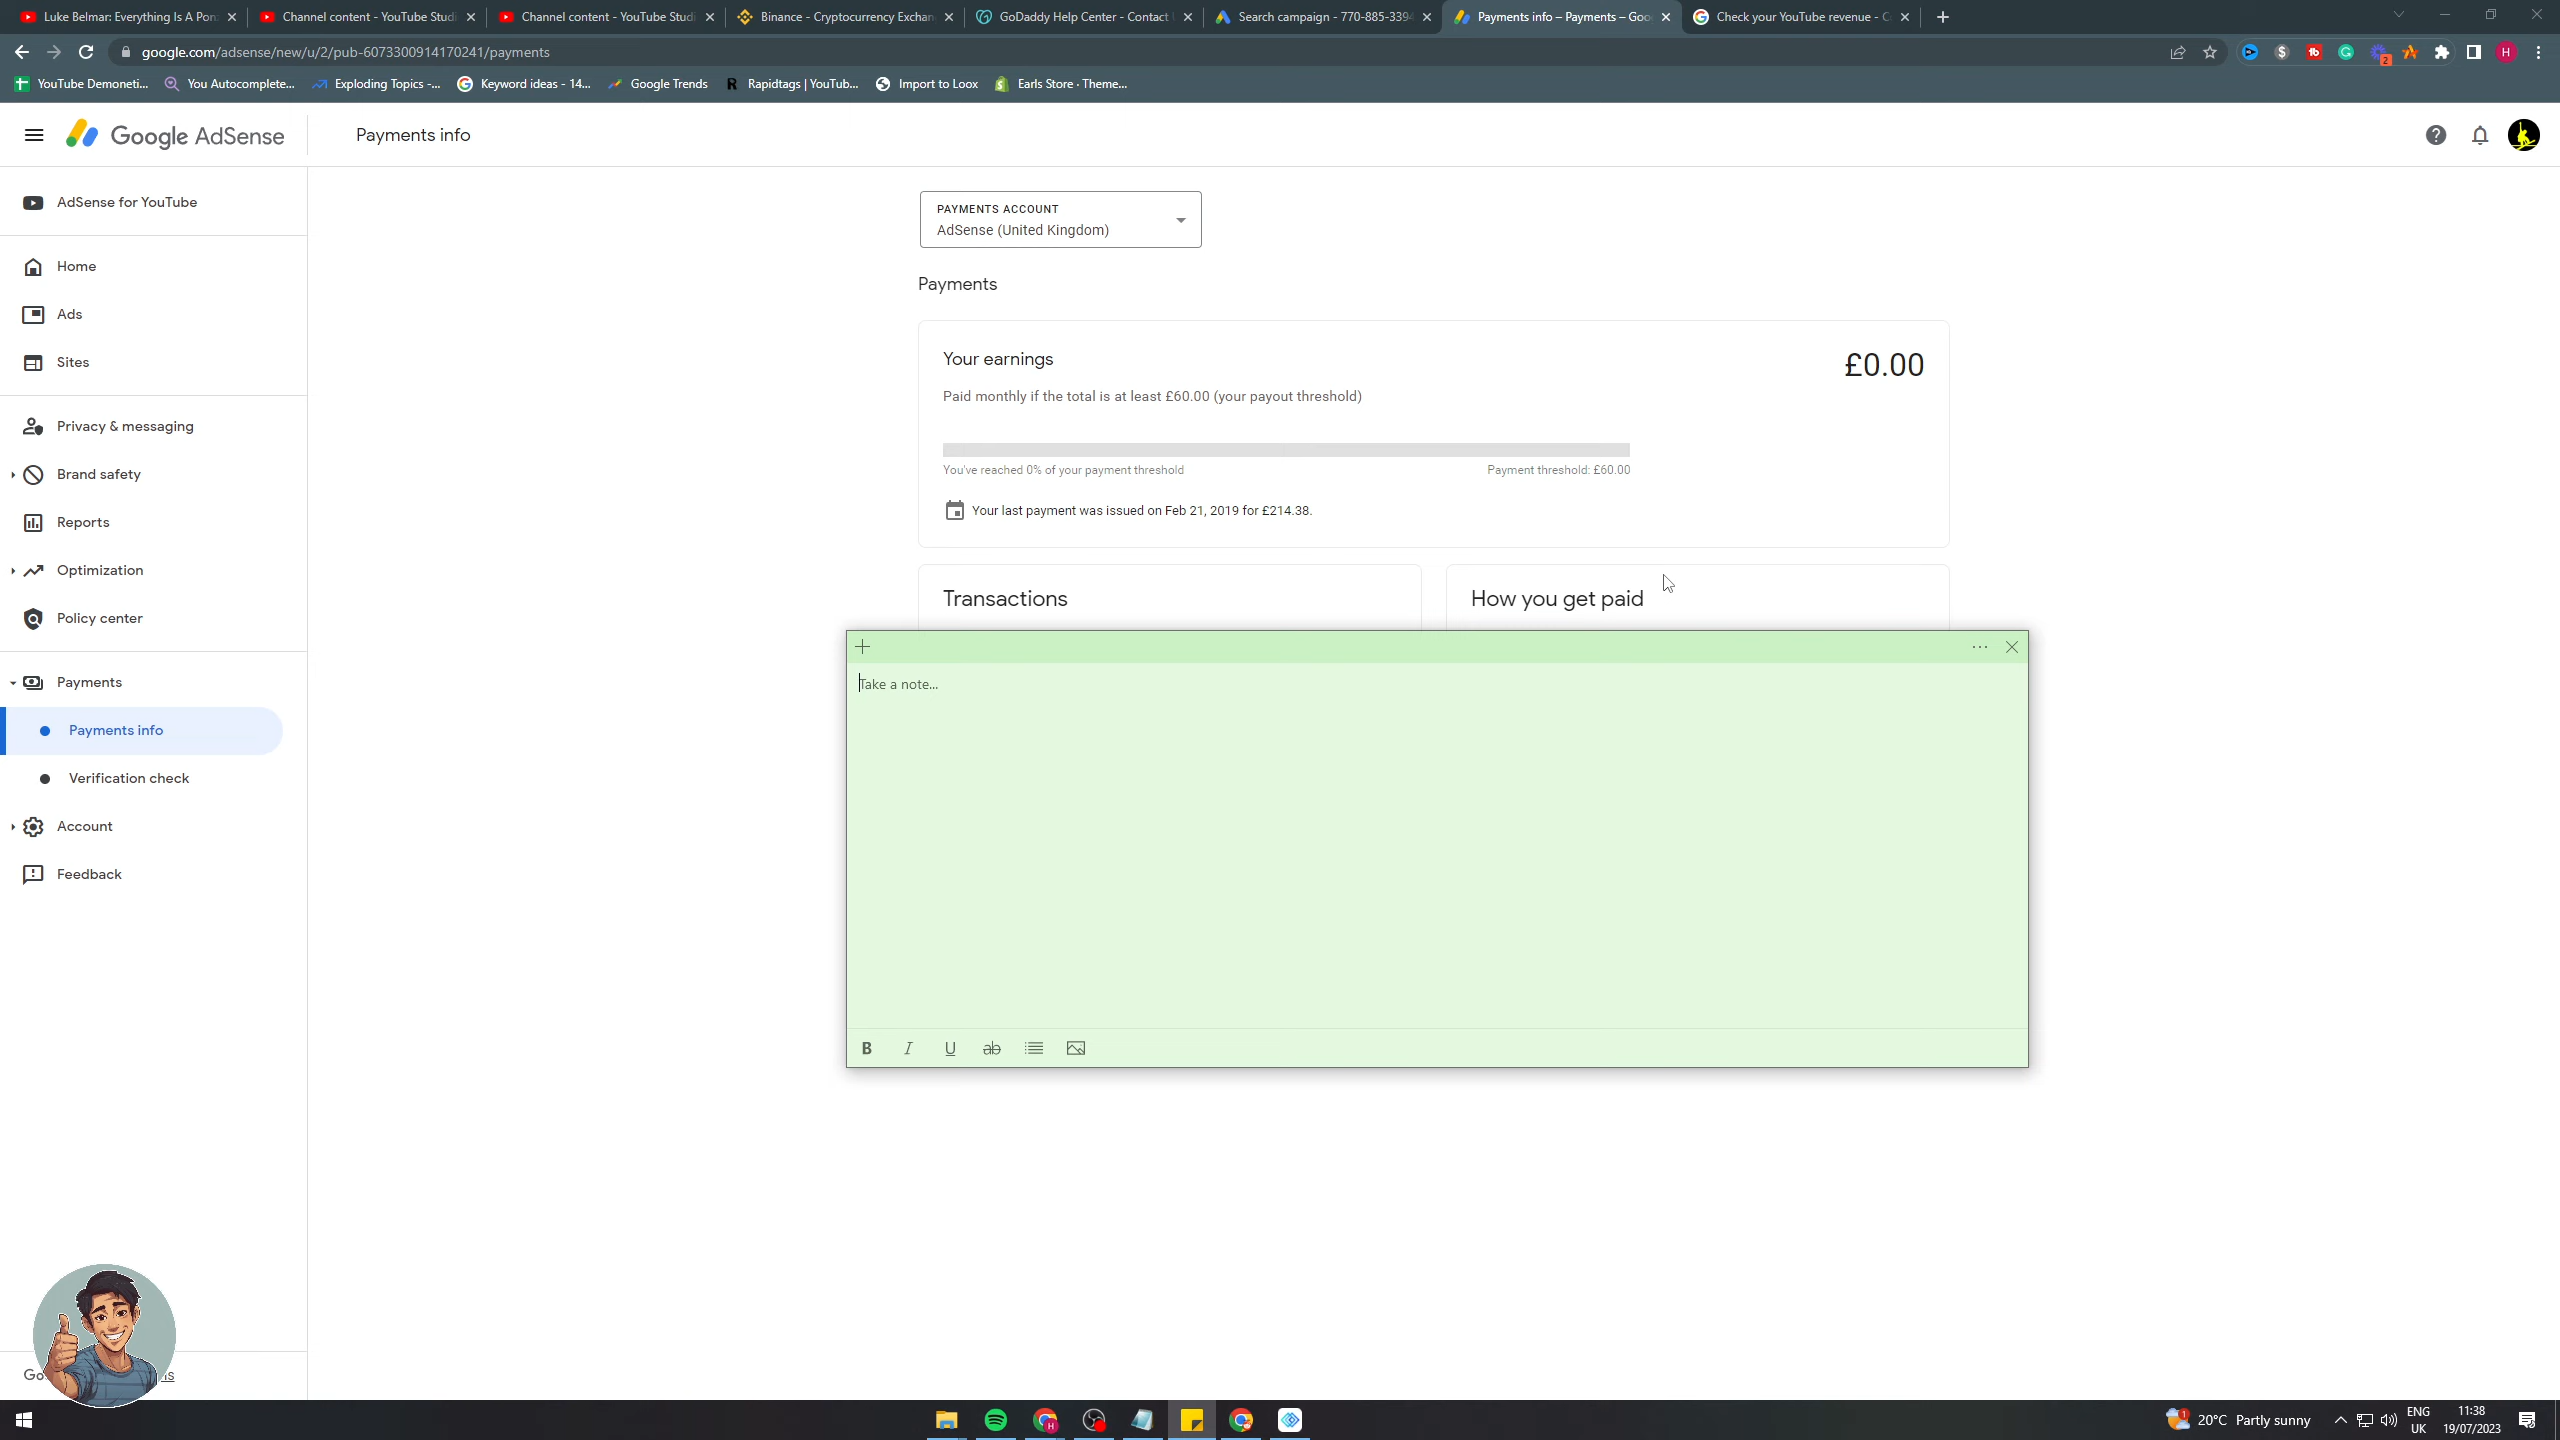 Luke Belmar: Everything Is A Pon
Channel content - YouTube Studi
Channel content - YouTube Studi
Binance - Cryptocurrency Exchan
GoDaddy Help Center - Contact
Search campaign - 770-885-3394
Payments info – Payments – Goo
Check your YouTube revenue - C
google.com/adsense/new/u/2/pub-6073300914170241/payments
2
H
YouTube Demoneti...
You Autocomplete...
Exploding Topics -...
Keyword ideas - 14...
Google Trends
Rapidtags | YouTub...
Import to Loox
Earls Store · Theme...
Google AdSense
Payments info
AdSense for YouTube
Home
Ads
Sites
Privacy & messaging
Brand safety
Reports
Optimization
Policy center
Payments
Payments info
Verification check
Account
Feedback
PAYMENTS ACCOUNT
AdSense (United Kingdom)
Payments
Your earnings
£0.00
Paid monthly if the total is at least £60.00 (your payout threshold)
You've reached 0% of your payment threshold
Payment threshold: £60.00
Your last payment was issued on Feb 21, 2019 for £214.38.
Transactions
How you get paid
Take a note...
B I U ab
20°C Partly sunny
ENG
UK
11:38
19/07/2023